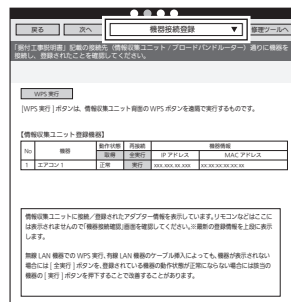 戻る 次へ 機器接続登録 ▼ 修理ツールへ
「据付工事説明書」記載の接続先（情報収集ユニット / ブロードバンドルーター）通りに機器を
接続し、登録されたことを確認してください。
WPS 実行
[WPS 実行] ボタンは、情報収集ユニット背面の WPS ボタンを遠隔で実行するものです。
【情報収集ユニット登録機器】
No 機器 動作状態 再接続 機器情報
取得 全実行 IP アドレス MAC アドレス
1 エアコン 1 正常 実行 xxx.xxx.xx.xxx xx:xx:xx:xx:xx:xx
情報収集ユニットに接続／登録されたアダプター情報を表示しています。リモコンなどはここに
は表示されませんので「機器接続確認」画面を確認してください。※最新の登録情報を上段に表示
します。
無線 LAN 機器での WPS 実行、有線 LAN 機器のケーブル挿入によっても、機器が表示されない
場合には [ 全実行 ] ボタンを、登録されている機器の動作状態が正常にならない場合には該当の
機器の [ 実行 ] ボタンを押下することで改善することがあります。